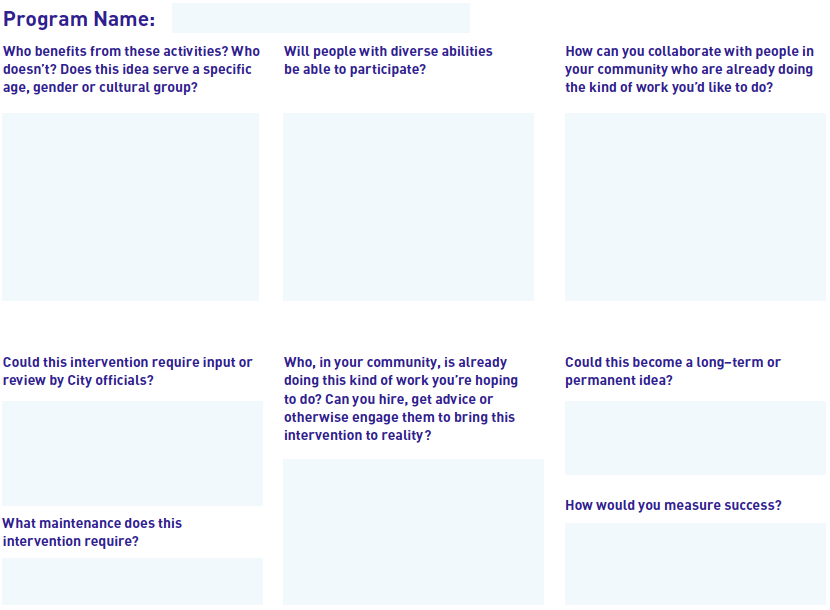 Program Name:
Who benefits from these activities? Who
doesn't? Does this idea serve a specific
age, gender or cultural group?
Will people with diverse abilities
be able to participate?
How can you collaborate with people in
your community who are already doing
the kind of work you'd like to do?
Could this intervention require input or
review by City officials?
What maintenance does this
intervention require?
Who, in your community, is already
doing this kind of work you're hoping
to do? Can you hire, get advice or
otherwise engage them to bring this
intervention to reality?
Could this become a long–term or
permanent idea?
How would you measure success?